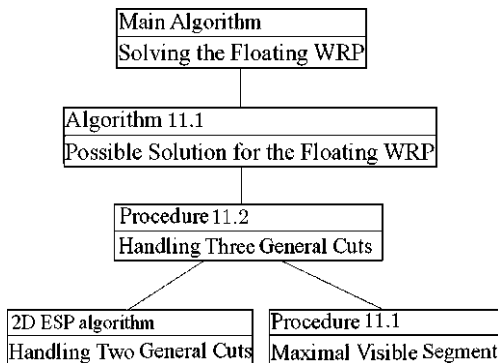 Main Algorithm
Solving the Floating WRP
Algorithm 11.1
Possible Solution for the Floating WRP
Procedure 11.2
Handling Three General Cuts
2D ESP algorithm
Handling Two General Cuts
Procedure 11.1
Maximal Visible Segment